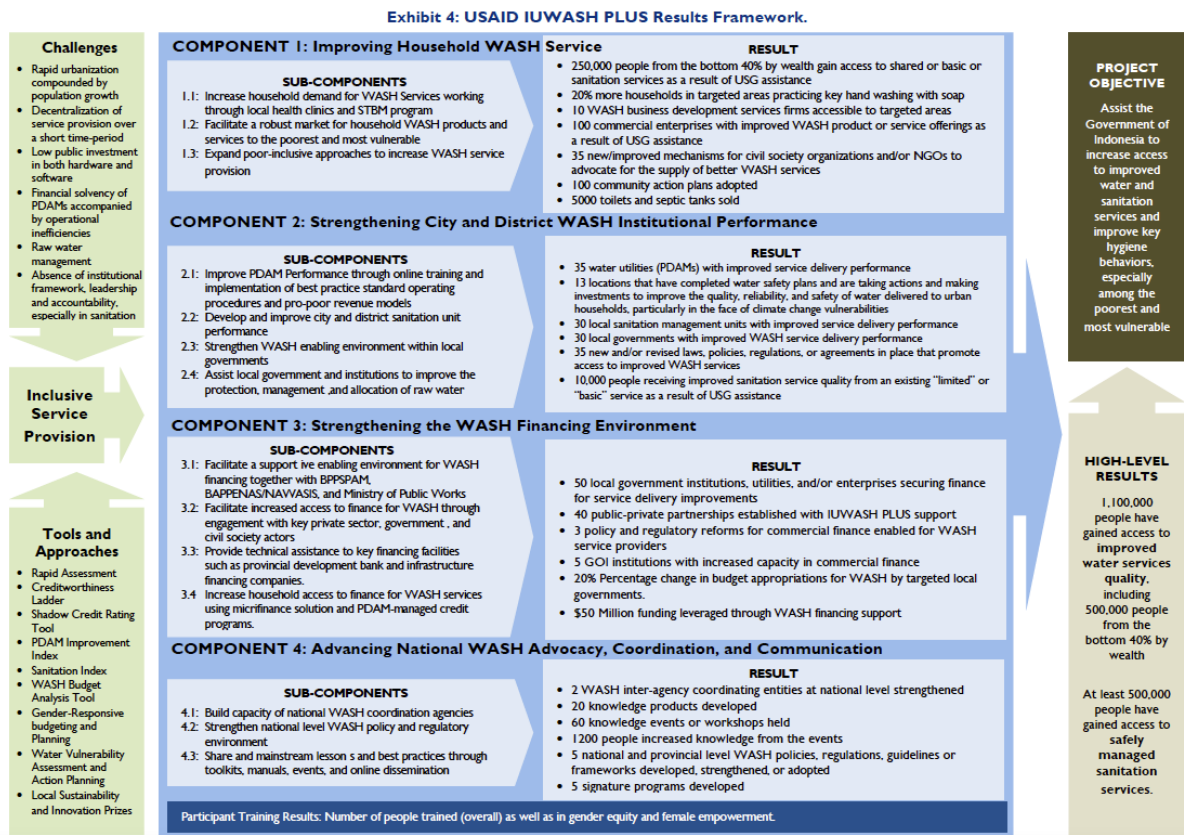 Exhibit 4: USAID IUWASH PLUS Results Framework.
Challenges
• Rapid urbanization
compounded by
population growth
• Decentralization of
service provision over
a short time-period
• Low public investment
in both hardware and
software
• Financial solvency of
PDAMs accompanied
by operational
inefficiencies
• Raw water
management
• Absence of institutional
framework, leadership
and accountability,
especially in sanitation
Inclusive
Service
Provision
Tools and
Approaches
• Rapid Assessment
• Creditworthiness
Ladder
• Shadow Credit Rating
Tool
• PDAM Improvement
Index
• Sanitation Index
• WASH Budget
Analysis Tool
• Gender-Responsive
budgeting and
Planning
• Water Vulnerability
Assessment and
Action Planning
• Local Sustainability
and Innovation Prizes
COMPONENT 1: Improving Household WASH Service
SUB-COMPONENTS
1.1: Increase household demand for WASH Services working
through local health clinics and STBM program
1.2: Facilitate a robust market for household WASH products and
services to the poorest and most vulnerable
1.3: Expand poor-inclusive approaches to increase WASH service
provision
RESULT
• 250,000 people from the bottom 40% by wealth gain access to shared or basic or
sanitation services as a result of USG assistance
• 20% more households in targeted areas practicing key hand washing with soap
• 10 WASH business development services firms accessible to targeted areas
• 100 commercial enterprises with improved WASH product or service offerings as
a result of USG assistance
• 35 new/improved mechanisms for civil society organizations and/or NGOs to
advocate for the supply of better WASH services
• 100 community action plans adopted
• 5000 toilets and septic tanks sold
COMPONENT 2: Strengthening City and District WASH Institutional Performance
SUB-COMPONENTS
2.1: Improve PDAM Performance through online training and
implementation of best practice standard operating
procedures and pro-poor revenue models
2.2: Develop and improve city and district sanitation unit
performance
2.3: Strengthen WASH enabling environment within local
governments
2.4: Assist local government and institutions to improve the
protection, management ,and allocation of raw water
RESULT
• 35 water utilities (PDAMs) with improved service delivery performance
• 13 locations that have completed water safety plans and are taking actions and making
investments to improve the quality, reliability, and safety of water delivered to urban
households, particularly in the face of climate change vulnerabilities
• 30 local sanitation management units with improved service delivery performance
• 30 local governments with improved WASH service delivery performance
• 35 new and/or revised laws, policies, regulations, or agreements in place that promote
access to improved WASH services
• 10,000 people receiving improved sanitation service quality from an existing "limited" or
"basic" service as a result of USG assistance
COMPONENT 3: Strengthening the WASH Financing Environment
SUB-COMPONENTS
3.1: Facilitate a support ive enabling environment for WASH
financing together with BPPSPAM,
BAPPENAS/NAWASIS, and Ministry of Public Works
3.2: Facilitate increased access to finance for WASH through
engagement with key private sector, government , and
civil society actors
3.3: Provide technical assistance to key financing facilities
such as provincial development bank and infrastructure
financing companies.
3.4 Increase household access to finance for WASH services
using micrifinance solution and PDAM-managed credit
programs.
RESULT
• 50 local government institutions, utilities, and/or enterprises securing finance
for service delivery improvements
• 40 public-private partnerships established with IUWASH PLUS support
• 3 policy and regulatory reforms for commercial finance enabled for WASH
service providers
• 5 GOI institutions with increased capacity in commercial finance
• 20% Percentage change in budget appropriations for WASH by targeted local
governments.
• $50 Million funding leveraged through WASH financing support
COMPONENT 4: Advancing National WASH Advocacy, Coordination, and Communication
SUB-COMPONENTS
4.1: Build capacity of national WASH coordination agencies
4.2: Strengthen national level WASH policy and regulatory
environment
4.3: Share and mainstream lesson s and best practices through
toolkits, manuals, events, and online dissemination
RESULT
• 2 WASH inter-agency coordinating entities at national level strengthened
• 20 knowledge products developed
• 60 knowledge events or workshops held
• 1200 people increased knowledge from the events
• 5 national and provincial level WASH policies, regulations, guidelines or
frameworks developed, strengthened, or adopted
• 5 signature programs developed
Participant Training Results: Number of people trained (overall) as well as in gender equity and female empowerment.
PROJECT
OBJECTIVE
Assist the
Government of
Indonesia to
increase access
to improved
water and
sanitation
services and
improve key
hygiene
behaviors,
especially
among the
poorest and
most vulnerable
HIGH-LEVEL
RESULTS
1,100,000
people have
gained access to
improved
water services
quality,
including
500,000 people
from the
bottom 40% by
wealth
At least 500,000
people have
gained access to
safely
managed
sanitation
services.